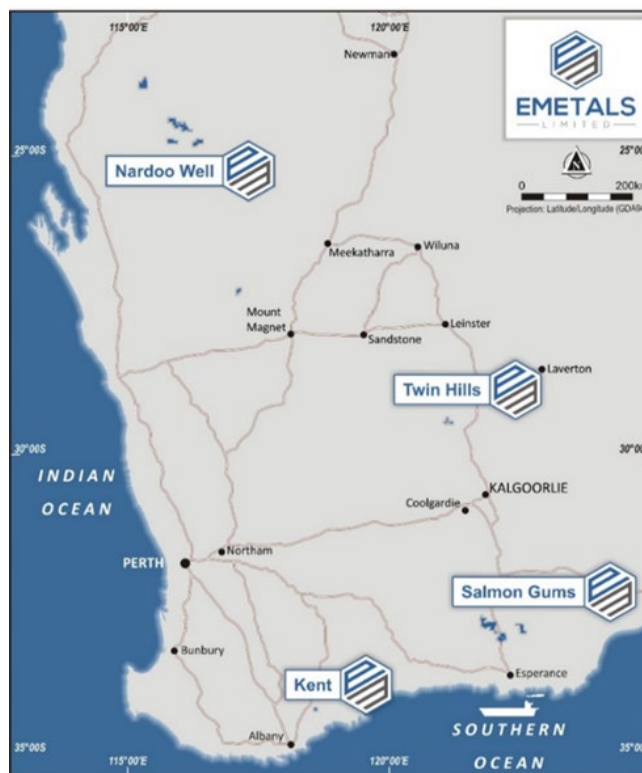 115°00'E
120°00'E
Newman
EMETALS
LIMITED
25°00'S
25°00'
Nardoo Well
0
200km
Projection: Latitude/Longitude (GDA94
Meekatharra
Wiluna
Mount
Magnet
Leinster
Sandstone
Laverton
Twin Hills
30°00'S
30°00'
INDIAN
OCEAN
KALGOORLIE
Coolgardie
Northam
PERTH
Salmon Gums
Bunbury
Kent
Esperance
Albany
SOUTHERN
OCEAN
35°00'S
115°00'E
120°00'E
35°00'